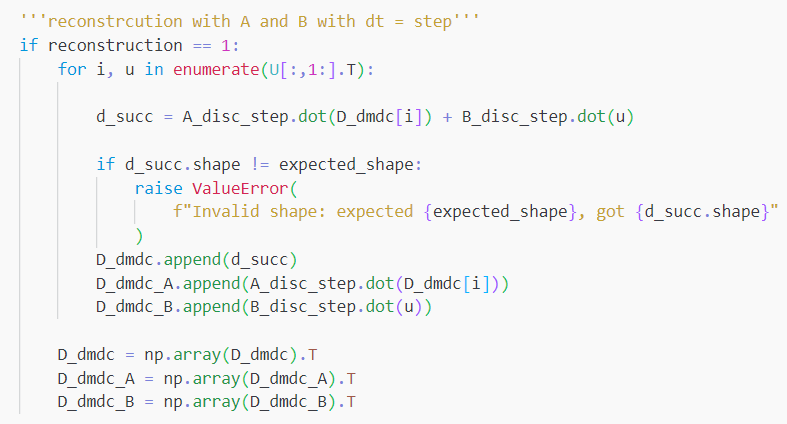 '''reconstrcution with A and B with dt = step'''
if reconstruction == 1:
    for i, u in enumerate(U[:,1:].T):
        d_succ = A_disc_step.dot(D_dmdc[i]) + B_disc_step.dot(u)
        if d_succ.shape != expected_shape:
            raise ValueError(
                f"Invalid shape: expected {expected_shape}, got {d_succ.shape}"
            )
        D_dmdc.append(d_succ)
        D_dmdc_A.append(A_disc_step.dot(D_dmdc[i]))
        D_dmdc_B.append(B_disc_step.dot(u))
    D_dmdc = np.array(D_dmdc).T
    D_dmdc_A = np.array(D_dmdc_A).T
    D_dmdc_B = np.array(D_dmdc_B).T